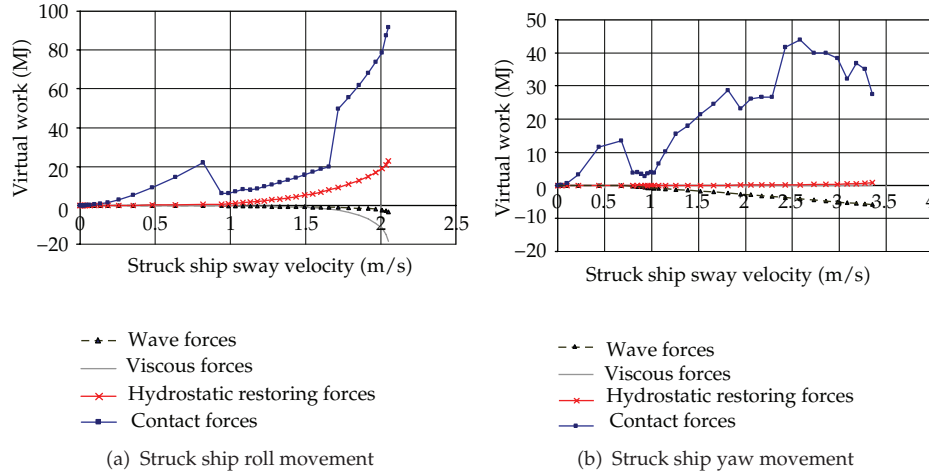 100
80
60
40
20
0
−20
Virtual work (MJ)
0 0.5 1 1.5 2 2.5
Struck ship sway velocity (m/s)
Wave forces
Viscous forces
Hydrostatic restoring forces
Contact forces
(a) Struck ship roll movement
50
40
30
20
10
0
−10
−20
Virtual work (MJ)
0 0.5 1 1.5 2 2.5 3 3.5 4
Struck ship sway velocity (m/s)
Wave forces
Viscous forces
Hydrostatic restoring forces
Contact forces
(b) Struck ship yaw movement